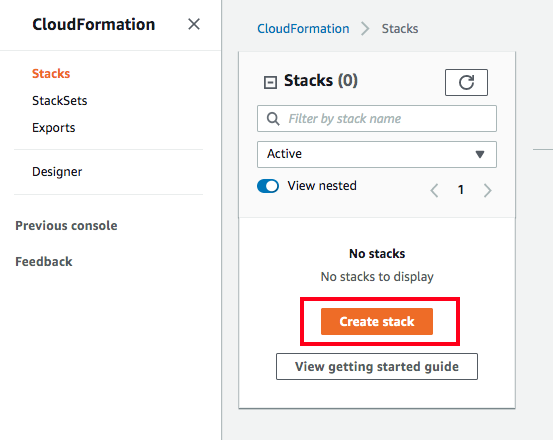 CloudFormation
Stacks
StackSets
Exports
Designer
Previous console
Feedback
CloudFormation > Stacks
Stacks (0)
Filter by stack name
Active
View nested
< 1 >
No stacks
No stacks to display
Create stack
View getting started guide